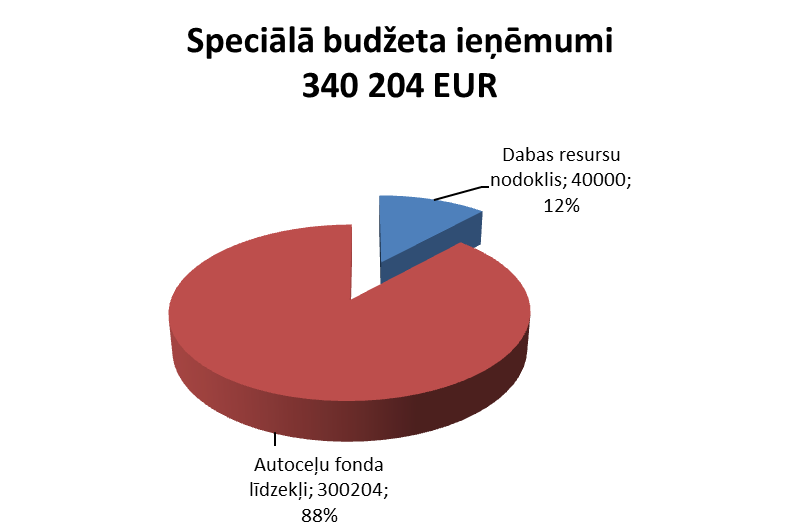 Speciālā budžeta ieņēmumi
340 204 EUR
Dabas resursu
nodoklis; 40000;
12%
Autoceļu fonda
līdzekļi; 300204;
88%